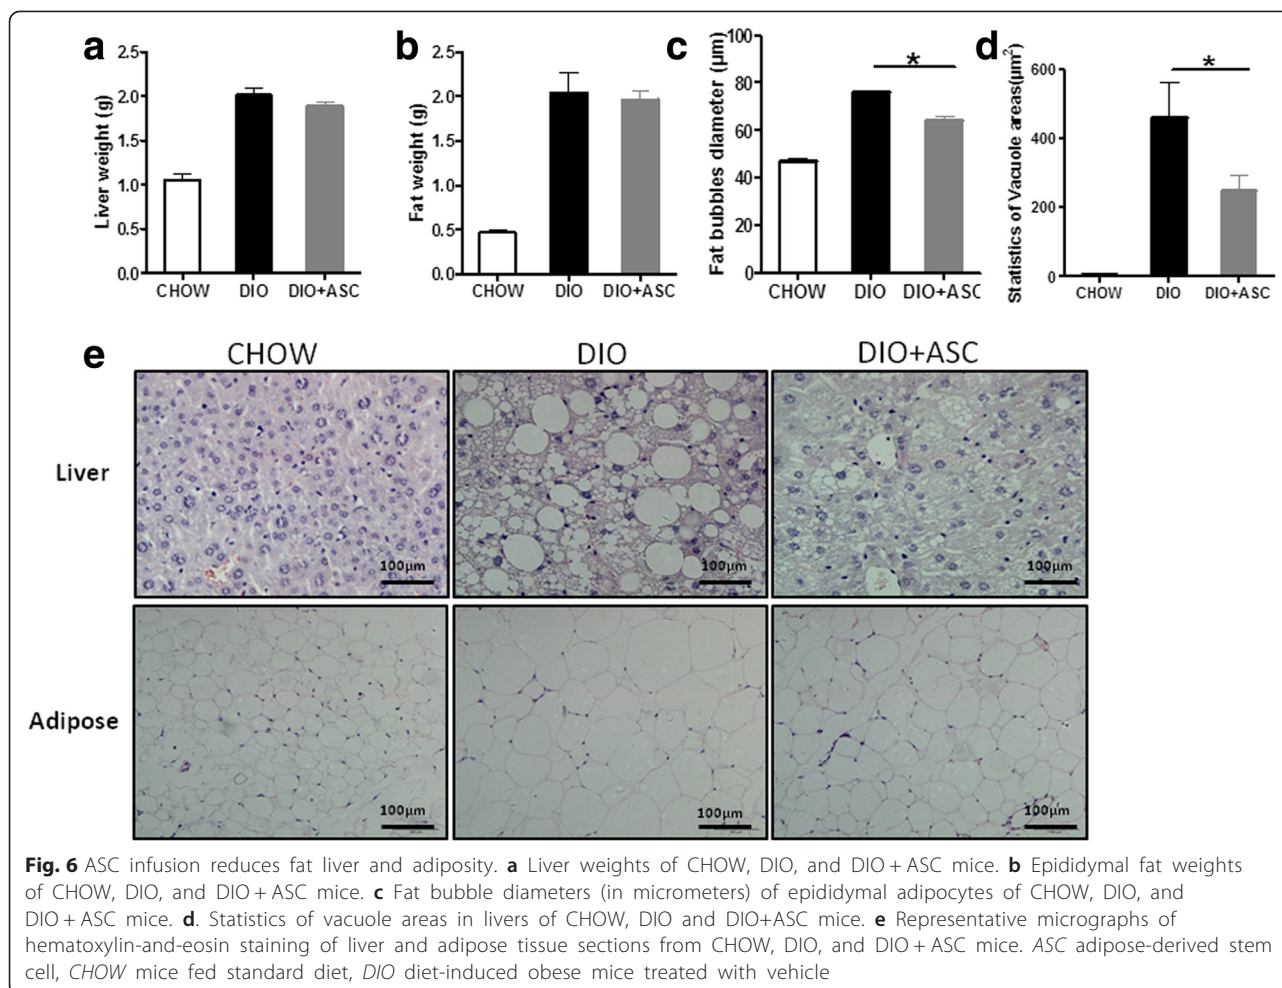 a
b
c
d
Liver weight (g)
2.5
2.0
1.5
1.0
0.5
0.0
CHOW DIO DIO+ASC
Fat weight (g)
2.5
2.0
1.5
1.0
0.5
0.0
CHOW DIO DIO+ASC
Fat bubbles diameter (µm)
100
80
60
40
20
0
*
CHOW DIO DIO+ASC
Statistics of Vacuole areas(µm²)
600
400
200
0
*
CHOW DIO DIO+ASC
e
CHOW DIO DIO+ASC
Liver
100µm 100µm 100µm
Adipose
100µm 100µm 100µm
Fig. 6 ASC infusion reduces fat liver and adiposity. a Liver weights of CHOW, DIO, and DIO + ASC mice. b Epididymal fat weights
of CHOW, DIO, and DIO + ASC mice. c Fat bubble diameters (in micrometers) of epididymal adipocytes of CHOW, DIO, and
DIO + ASC mice. d. Statistics of vacuole areas in livers of CHOW, DIO and DIO+ASC mice. e Representative micrographs of
hematoxylin-and-eosin staining of liver and adipose tissue sections from CHOW, DIO, and DIO + ASC mice. ASC adipose-derived stem
cell, CHOW mice fed standard diet, DIO diet-induced obese mice treated with vehicle